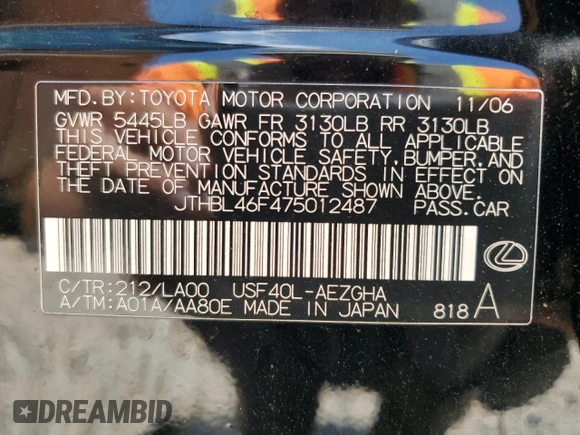 MFD.BY:TOYOTA MOTOR CORPORATION 11/06
GVWR 5445LB GAWR FR 3130LB RR 3130LB
THIS VEHICLE CONFORMS TO ALL APPLICABLE
FEDERAL MOTOR VEHICLE SAFETY,BUMPER,AND
THEFT PREVENTION STANDARDS IN EFFECT ON
THE DATE OF MANUFACTURE SHOWN ABOVE.
JTHBL46F475012487 PASS.CAR
C/TR:212/LA00 USF40L-AEZGHA
A/TM:A01A/AA80E MADE IN JAPAN 818A
DREAMBID